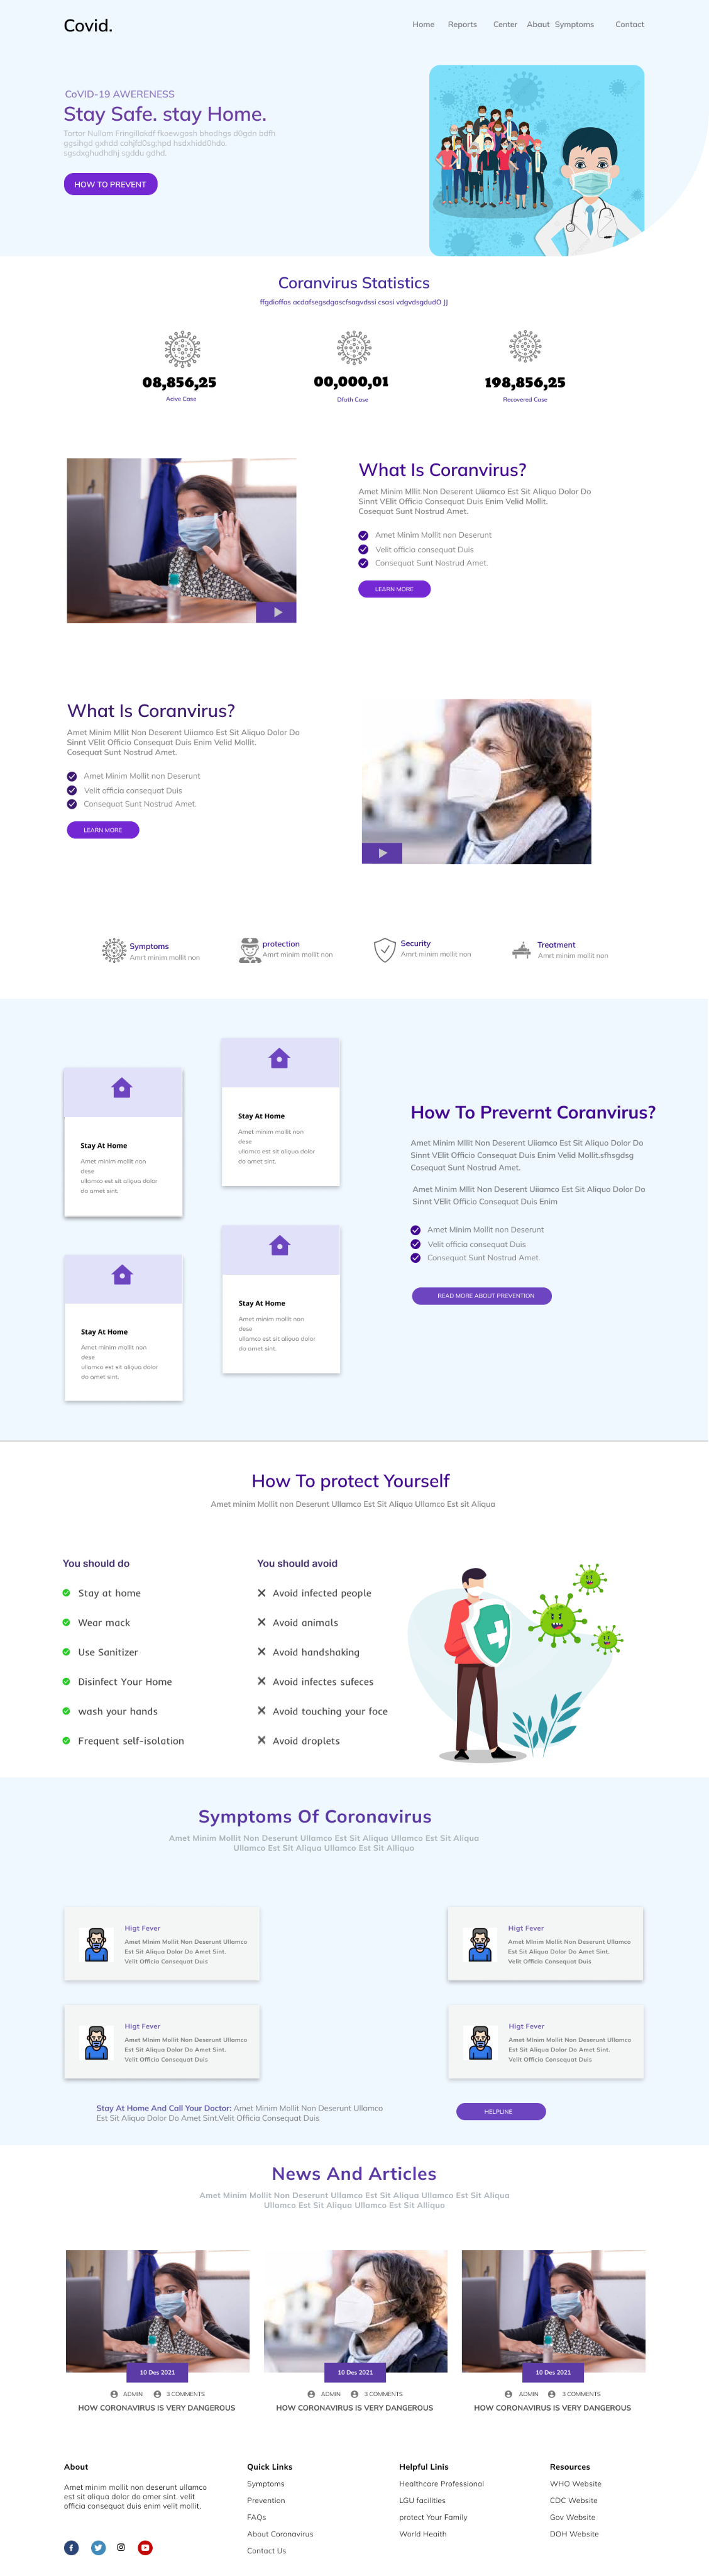 Covid.
Home Reports Center About Symptoms Contact
CoVID-19 AWERENESS
Stay Safe. stay Home.
Tortor Nullam Fringillakdf fkoewgosh bhodhgs d0gdn bdfh
ggsihgd gxhdd cohjfd0sg;hpd hsdxhidd0hdo.
sgsdxghudhdhj sgddu gdhd.
HOW TO PREVENT
Coranvirus Statistics
ffgdioffas acdafsegsdgascfsagvdssi csasi vdgvdsgdudO JJ
08,856,25
Acive Case
00,000,01
Dfath Case
198,856,25
Recovered Case
What Is Coranvirus?
Amet Minim Mllit Non Deserent Uiiamco Est Sit Aliquo Dolor Do
Sinnt VElit Officio Consequat Duis Enim Velid Mollit.
Cosequat Sunt Nostrud Amet.
Amet Minim Mollit non Deserunt
Velit officia consequat Duis
Consequat Sunt Nostrud Amet.
LEARN MORE
What Is Coranvirus?
Amet Minim Mllit Non Deserent Uiiamco Est Sit Aliquo Dolor Do
Sinnt VElit Officio Consequat Duis Enim Velid Mollit.
Cosequat Sunt Nostrud Amet.
Amet Minim Mollit non Deserunt
Velit officia consequat Duis
Consequat Sunt Nostrud Amet.
LEARN MORE
Symptoms
Amrt minim mollit non
protection
Amrt minim mollit non
Security
Amrt minim mollit non
Treatment
Amrt minim mollit non
Stay At Home
Amet minim mollit non
dese
ullamco est sit aliqua dolor
do amet sint.
Stay At Home
Amet minim mollit non
dese
ullamco est sit aliqua dolor
do amet sint.
Stay At Home
Amet minim mollit non
dese
ullamco est sit aliqua dolor
do amet sint.
Stay At Home
Amet minim mollit non
dese
ullamco est sit aliqua dolor
do amet sint.
How To Prevernt Coranvirus?
Amet Minim Mllit Non Deserent Uiiamco Est Sit Aliquo Dolor Do
Sinnt VElit Officio Consequat Duis Enim Velid Mollit.sfhsgdsg
Cosequat Sunt Nostrud Amet.
Amet Minim Mllit Non Deserent Uiiamco Est Sit Aliquo Dolor Do
Sinnt VElit Officio Consequat Duis Enim
Amet Minim Mollit non Deserunt
Velit officia consequat Duis
Consequat Sunt Nostrud Amet.
READ MORE ABOUT PREVENTION
How To protect Yourself
Amet minim Mollit non Deserunt Ullamco Est Sit Aliqua Ullamco Est sit Aliqua
You should do
Stay at home
Wear mack
Use Sanitizer
Disinfect Your Home
wash your hands
Frequent self-isolation
You should avoid
Avoid infected people
Avoid animals
Avoid handshaking
Avoid infectes sufeces
Avoid touching your foce
Avoid droplets
Symptoms Of Coronavirus
Amet Minim Mollit Non Deserunt Ullamco Est Sit Aliqua Ullamco Est Sit Aliqua
Ullamco Est Sit Aliqua Ullamco Est Sit Alliquo
Higt Fever
Amet Minim Mollit Non Deserunt Ullamco
Est Sit Aliqua Dolor Do Amet Sint.
Velit Officia Consequat Duis
Higt Fever
Amet Minim Mollit Non Deserunt Ullamco
Est Sit Aliqua Dolor Do Amet Sint.
Velit Officia Consequat Duis
Higt Fever
Amet Minim Mollit Non Deserunt Ullamco
Est Sit Aliqua Dolor Do Amet Sint.
Velit Officia Consequat Duis
Higt Fever
Amet Minim Mollit Non Deserunt Ullamco
Est Sit Aliqua Dolor Do Amet Sint.
Velit Officia Consequat Duis
Stay At Home And Call Your Doctor: Amet Minim Mollit Non Deserunt Ullamco
Est Sit Aliqua Dolor Do Amet Sint.Velit Officia Consequat Duis
HELPLINE
News And Articles
Amet Minim Mollit Non Deserunt Ullamco Est Sit Aliqua Ullamco Est Sit Aliqua
Ullamco Est Sit Aliqua Ullamco Est Sit Alliquo
10 Des 2021
ADMIN 3 COMMENTS
HOW CORONAVIRUS IS VERY DANGEROUS
10 Des 2021
ADMIN 3 COMMENTS
HOW CORONAVIRUS IS VERY DANGEROUS
10 Des 2021
ADMIN 3 COMMENTS
HOW CORONAVIRUS IS VERY DANGEROUS
About
Amet minim mollit non deserunt ullamco
est sit aliqua dolor do amer sint. velit
officia consequat duis enim velit mollit.
Quick Links
Symptoms
Prevention
FAQs
About Coronavirus
Contact Us
Helpful Linis
Healthcare Professional
LGU facilities
protect Your Family
World Heaith
Resources
WHO Website
CDC Website
Gov Website
DOH Website